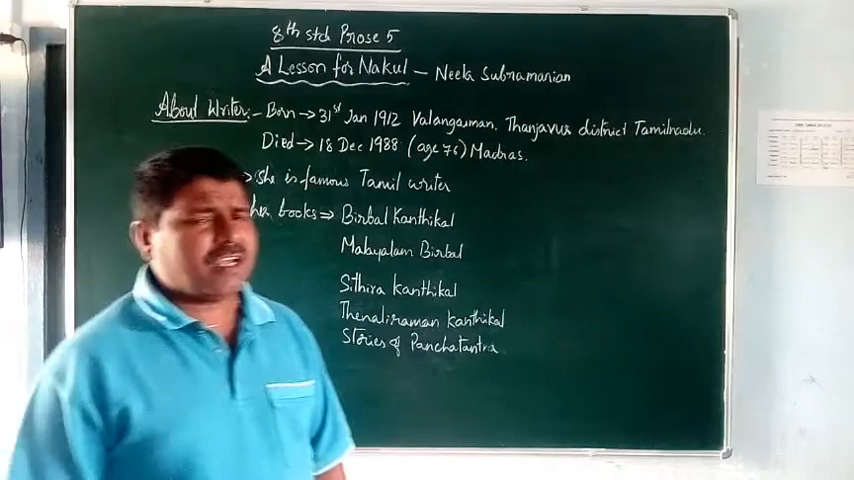 8th std Prose 5
A Lesson for Nakul - Neela Subramanian
About Writer:- Born → 31st Jan 1912 Valangaiman. Thanjavur district Tamilnadu.
Died → 18 Dec 1988 (age 76) Madras.
> she is famous Tamil writer
her books ⇒ Birbal Kanthikal
Malayalam Birbal
Sithira Kanthikal
Thenaliraman Kanthikal
Stories of Panchatantra